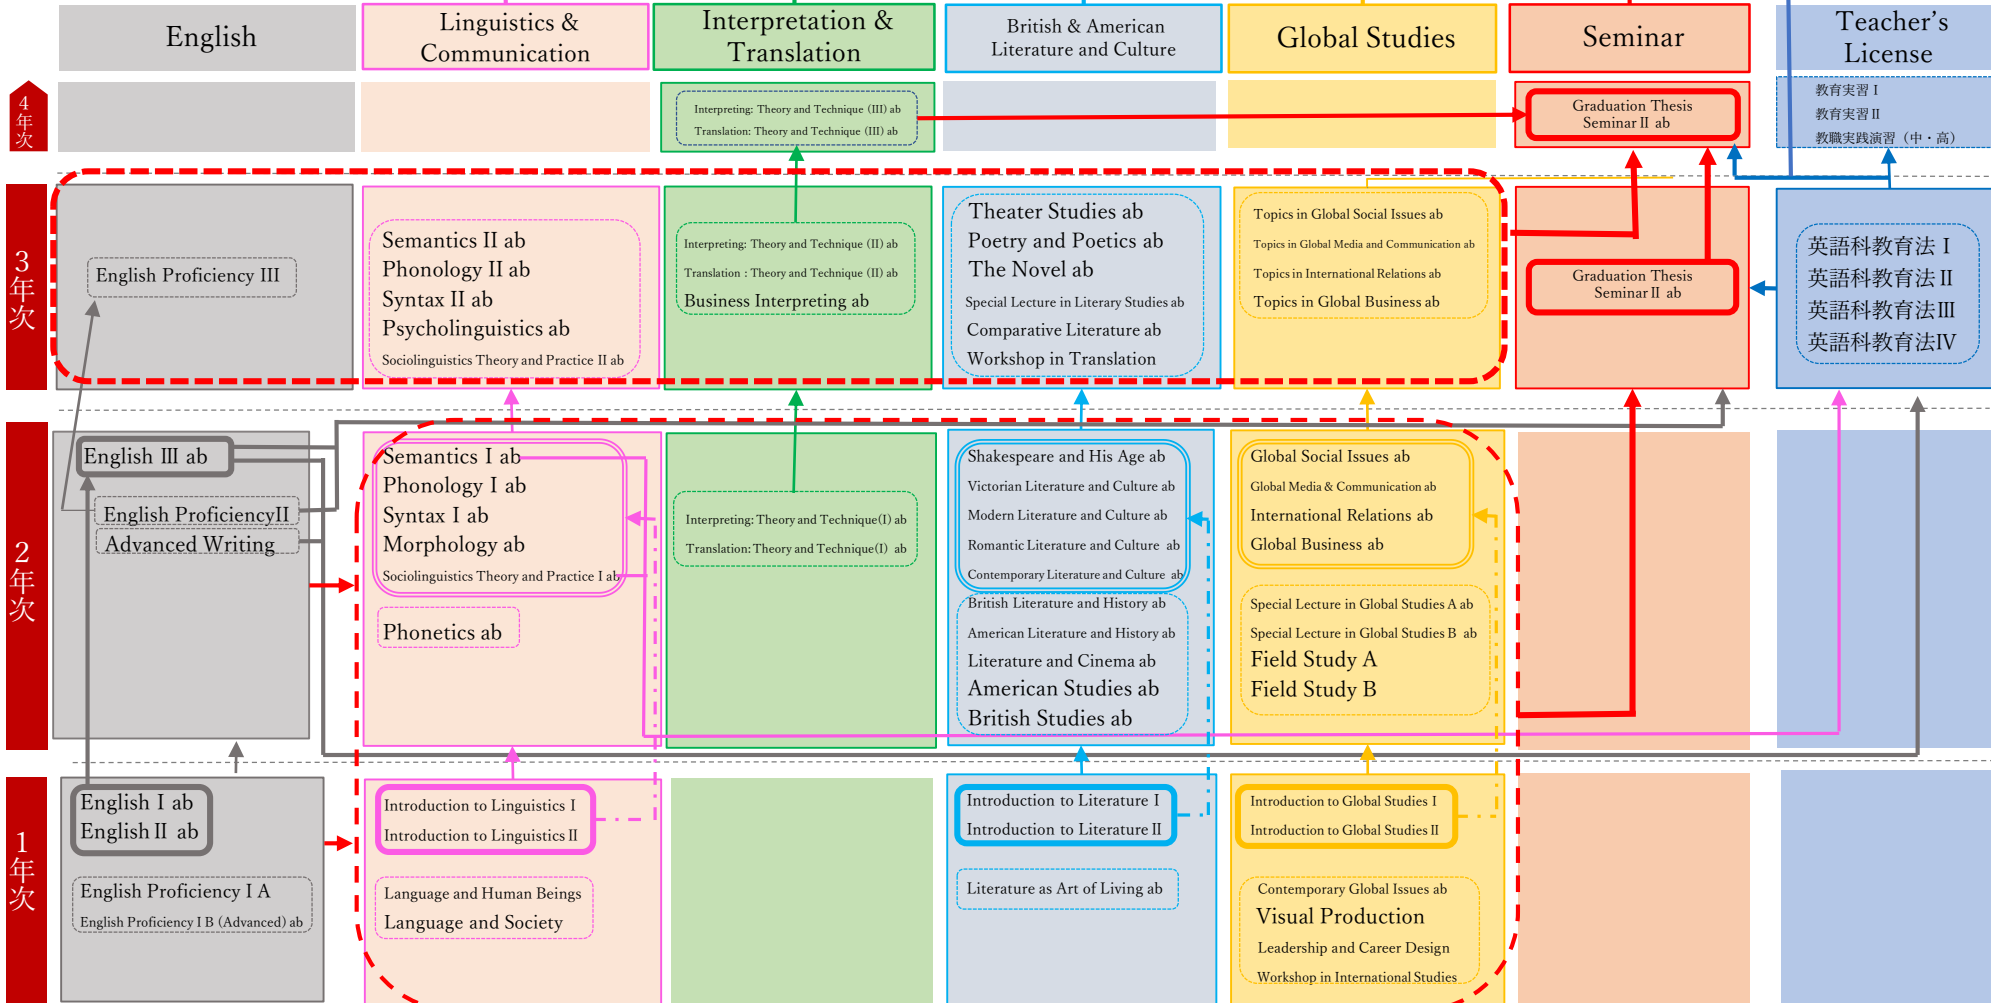 English
Linguistics &
Communication
Interpretation &
Translation
British & American
Literature and Culture
Global Studies
Seminar
Teacher's
License
4年次
Interpreting: Theory and Technique (III) ab
Translation: Theory and Technique (III) ab
Graduation Thesis
Seminar II ab
教育実習Ⅰ
教育実習Ⅱ
教職実践演習（中・高）
3年次
English Proficiency III
Semantics II ab
Phonology II ab
Syntax II ab
Psycholinguistics ab
Sociolinguistics Theory and Practice II ab
Interpreting: Theory and Technique (II) ab
Translation : Theory and Technique (II) ab
Business Interpreting ab
Theater Studies ab
Poetry and Poetics ab
The Novel ab
Special Lecture in Literary Studies ab
Comparative Literature ab
Workshop in Translation
Topics in Global Social Issues ab
Topics in Global Media and Communication ab
Topics in International Relations ab
Topics in Global Business ab
Graduation Thesis
Seminar II ab
英語科教育法Ⅰ
英語科教育法Ⅱ
英語科教育法Ⅲ
英語科教育法Ⅳ
2年次
English III ab
English ProficiencyII
Advanced Writing
Semantics I ab
Phonology I ab
Syntax I ab
Morphology ab
Sociolinguistics Theory and Practice I ab
Phonetics ab
Interpreting: Theory and Technique(I) ab
Translation: Theory and Technique(I) ab
Shakespeare and His Age ab
Victorian Literature and Culture ab
Modern Literature and Culture ab
Romantic Literature and Culture ab
Contemporary Literature and Culture ab
British Literature and History ab
American Literature and History ab
Literature and Cinema ab
American Studies ab
British Studies ab
Global Social Issues ab
Global Media & Communication ab
International Relations ab
Global Business ab
Special Lecture in Global Studies A ab
Special Lecture in Global Studies B ab
Field Study A
Field Study B
1年次
English I ab
English II ab
English Proficiency I A
English Proficiency I B (Advanced) ab
Introduction to Linguistics I
Introduction to Linguistics II
Language and Human Beings
Language and Society
Introduction to Literature I
Introduction to Literature II
Literature as Art of Living ab
Introduction to Global Studies I
Introduction to Global Studies II
Contemporary Global Issues ab
Visual Production
Leadership and Career Design
Workshop in International Studies